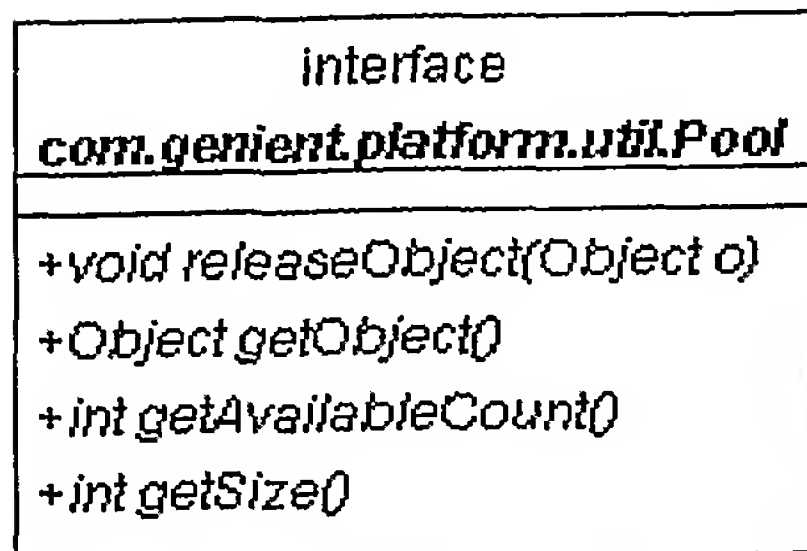 interface
com.genient.platform.util.Pool
+void releaseObject(Object o)
+Object getObject()
+int getAvailableCount()
+int getSize()